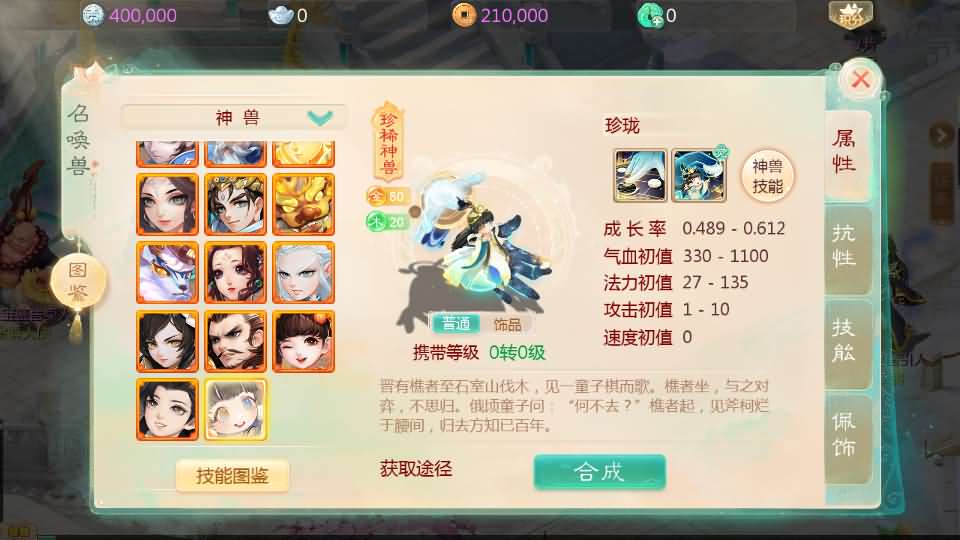 400,000
0
210,000
0
积分
召唤兽
图鉴
神兽
技能图鉴
珍稀神兽
金 80
木 20
普通
饰品
携带等级 0转0级
珍珑
神兽
技能
成长率 0.489 - 0.612
气血初值 330 - 1100
法力初值 27 - 135
攻击初值 1 - 10
速度初值 0
晋有樵者至石室山伐木，见一童子棋而歌。樵者坐，与之对
弈，不思归。俄顷童子问：“何不去？”樵者起，见斧柯烂
于腰间，归去方知已百年。
获取途径
合成
属性
抗性
技能
佩饰